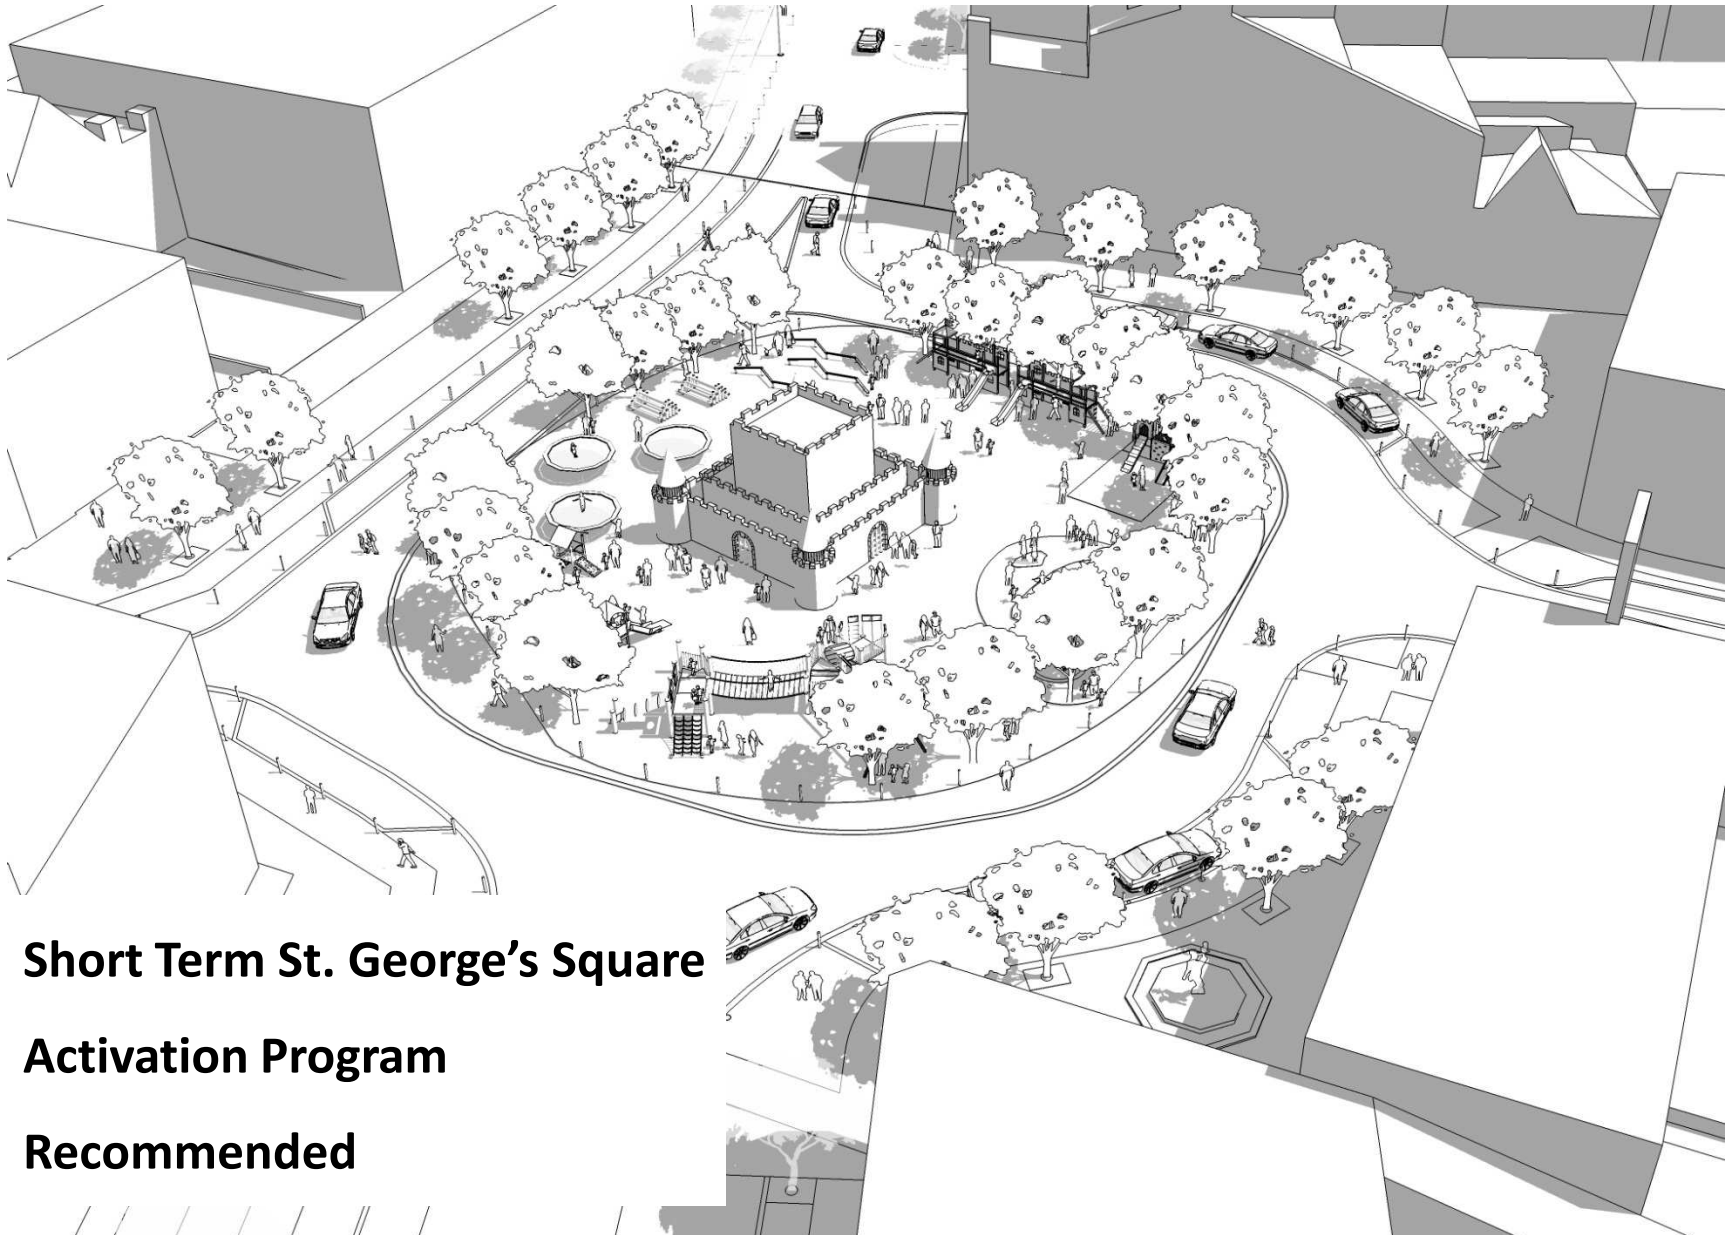 Short Term St. George’s Square
Activation Program
Recommended